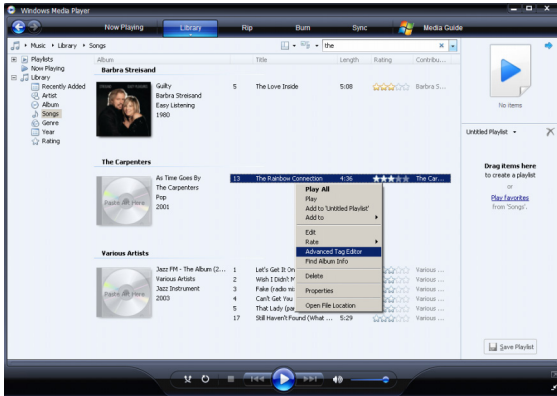 Windows Media Player
Now Playing Library Rip Burn Sync Media Guide
Music Library Songs the
Playlists
Now Playing
Library
Recently Added
Artist
Album
Songs
Genre
Year
Rating
Album Title Length Rating Contribu...
Barbra Streisand
Guilty 5 The Love Inside 5:08 Barbra S...
Barbra Streisand
Easy Listening
1980
The Carpenters
As Time Goes By 13 The Rainbow Connection 4:36 The Car...
The Carpenters
Pop
2001
Paste Art Here
Play All
Play
Add to 'Untitled Playlist'
Add to
Edit
Rate
Advanced Tag Editor
Find Album Info
Delete
Properties
Open File Location
Various Artists
Jazz FM - The Album (2... 1 Let's Get It On Various ...
Various Artists 2 Wish I Didn't M Various ...
Jazz Instrument 3 Fake (radio mi Various ...
2003 4 Can't Get You Various ...
5 That Lady (par Various ...
17 Still Haven't Found (What ... 5:29 Various ...
Paste Art Here
No items
Untitled Playlist
Drag items here
to create a playlist
or
Play favorites
from 'Songs'.
Save Playlist